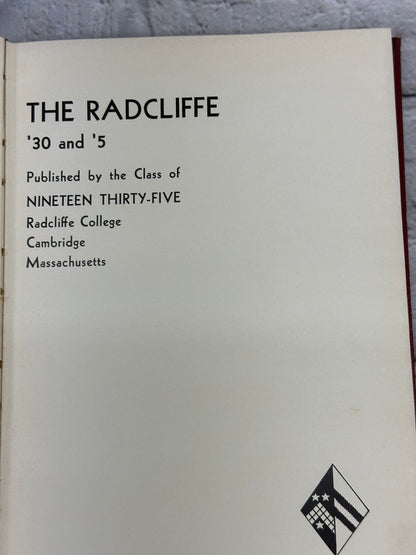 THE RADCLIFFE
'30 and '5
Published by the Class of
NINETEEN THIRTY-FIVE
Radcliffe College
Cambridge
Massachusetts